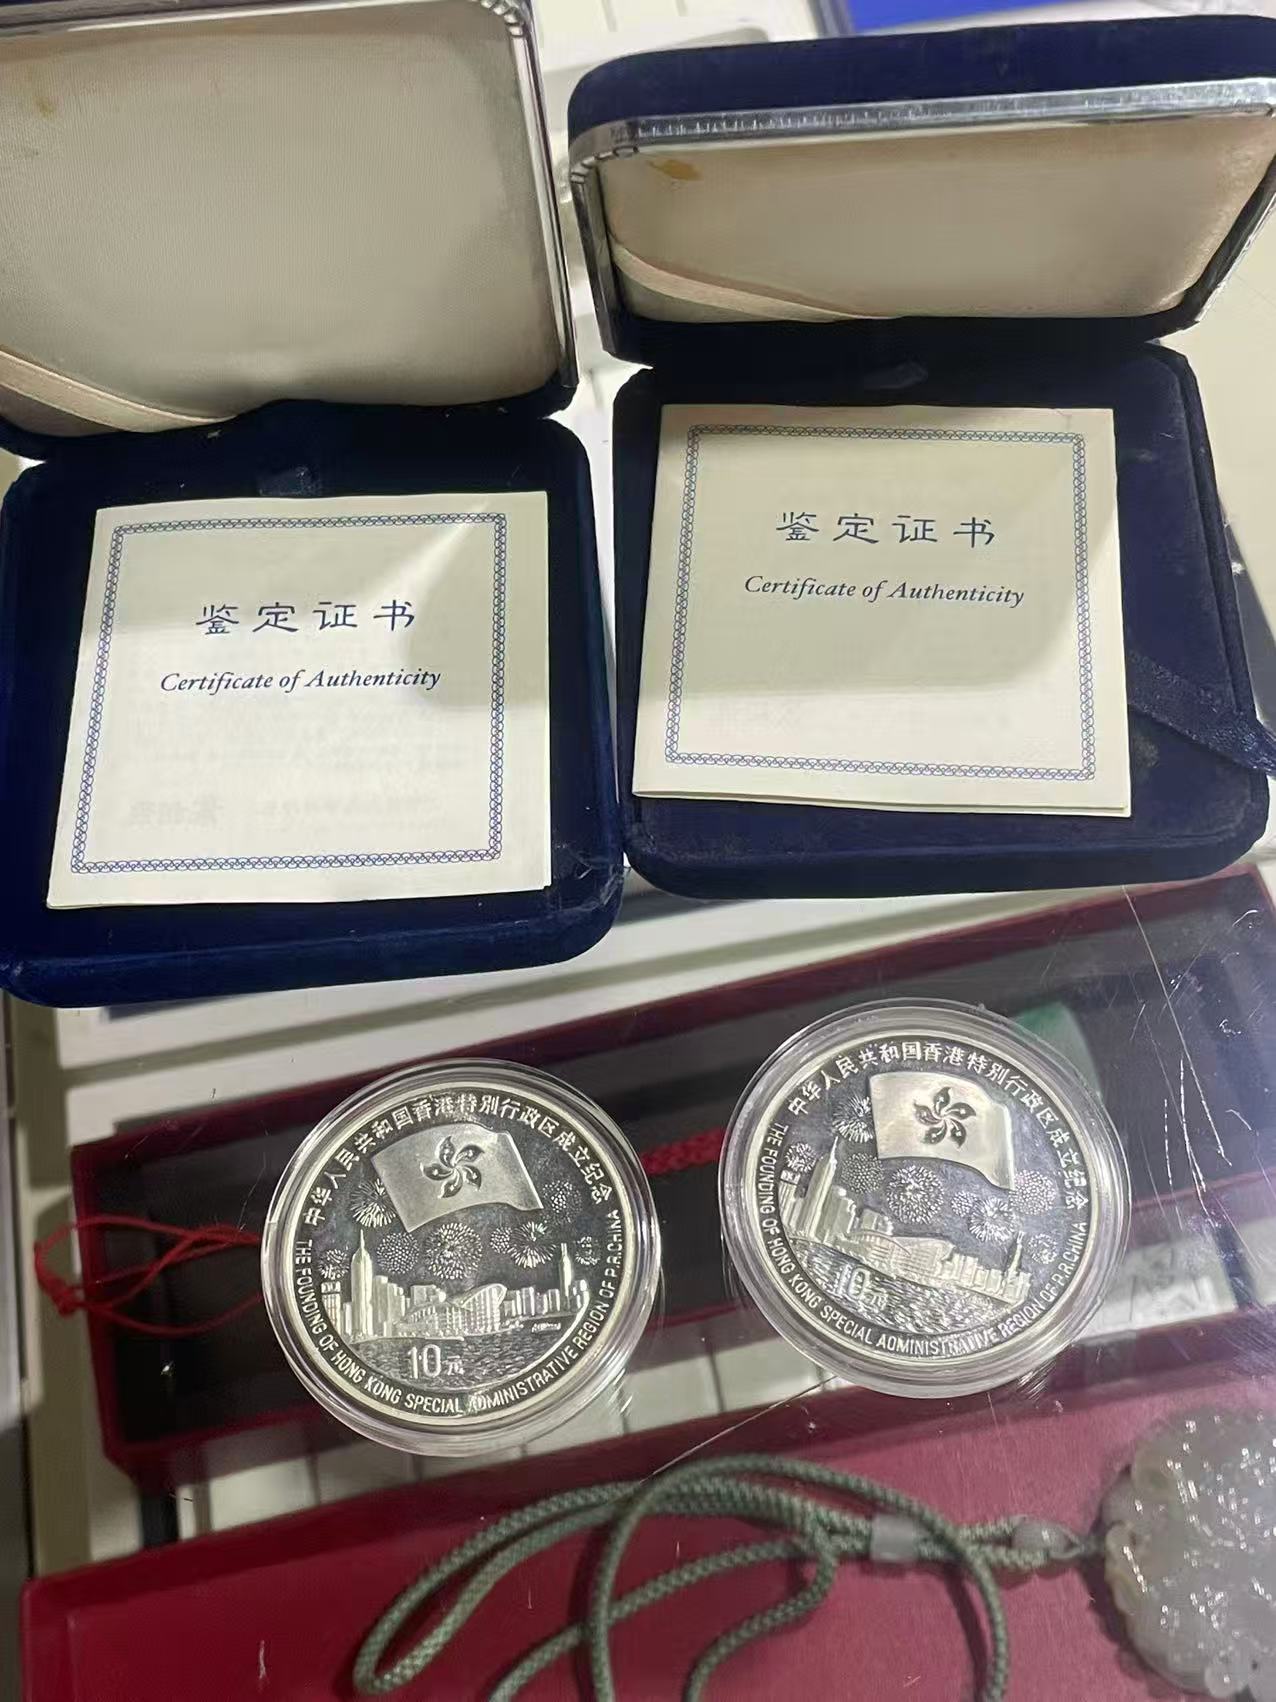 鉴定证书
Certificate of Authenticity
鉴定证书
Certificate of Authenticity
中华人民共和国香港特别行政区成立纪念
THE FOUNDING OF HONG KONG SPECIAL ADMINISTRATIVE REGION OF P.R.CHINA
10元
中华人民共和国香港特别行政区成立纪念
THE FOUNDING OF HONG KONG SPECIAL ADMINISTRATIVE REGION OF P.R.CHINA
10元